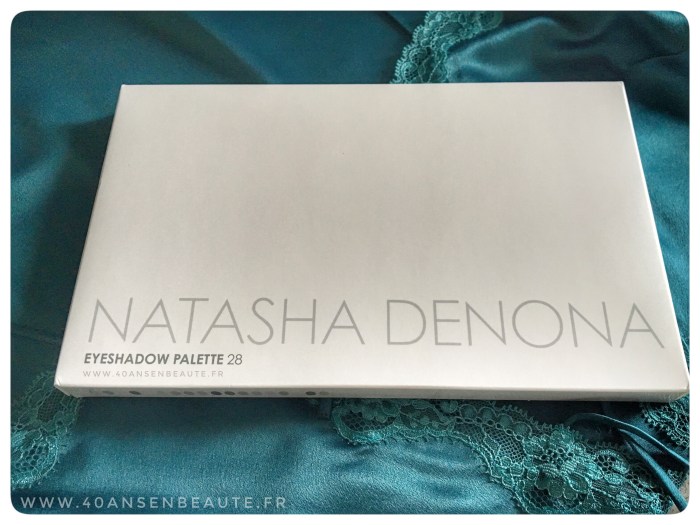 NATASHA DENONA
EYESHADOW PALETTE 28
WWW.40ANSENBEAUTE.FR
WWW.40ANSENBEAUTE.FR